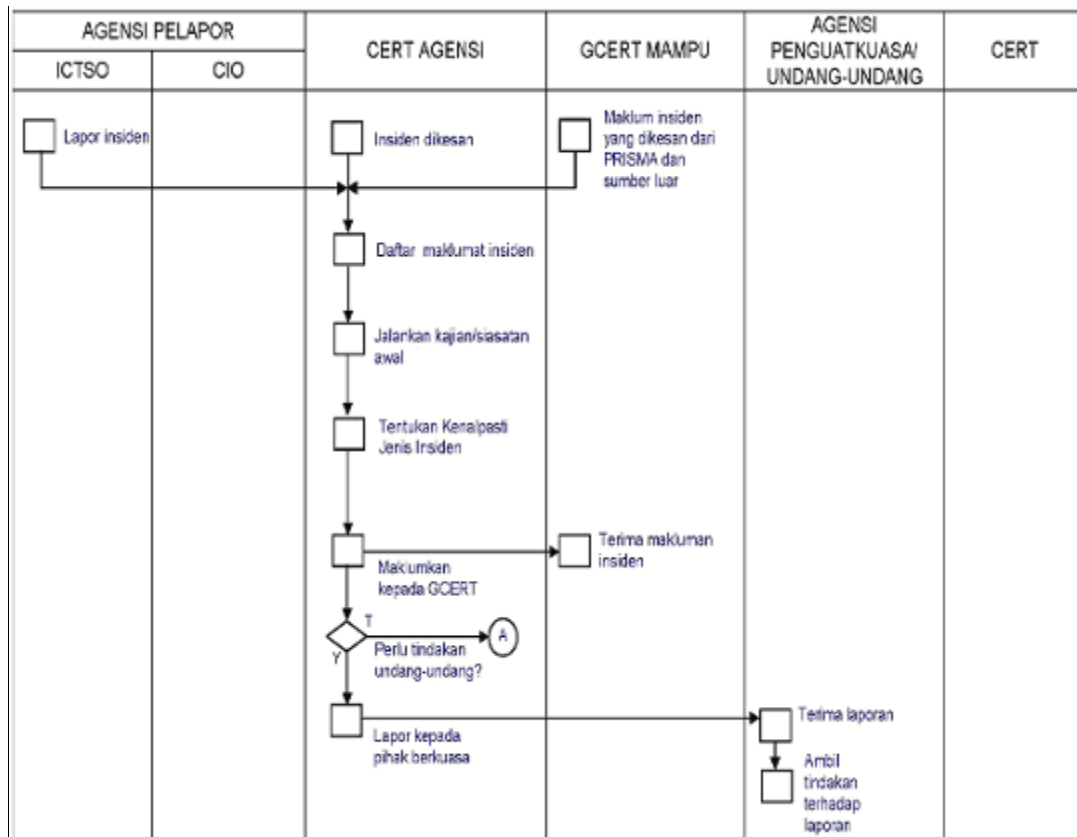 AGENSI PELAPOR
ICTSO
CIO
CERT AGENSI
GCERT MAMPU
AGENSI
PENGUATKUASA/
UNDANG-UNDANG
CERT
Lapor insiden
Insiden dikesan
Maklum insiden
yang dikesan dari
PRISMA dan
sumber luar
Daftar maklumat insiden
Jalankan kajian/siasatan
awal
Tentukan Kenalpasti
Jenis Insiden
Maklumkan
kepada GCERT
Terima makluman
insiden
T
A
Y
Perlu tindakan
undang-undang?
Lapor kepada
pihak berkuasa
Terima laporan
Ambil
tindakan
terhadap
laporan